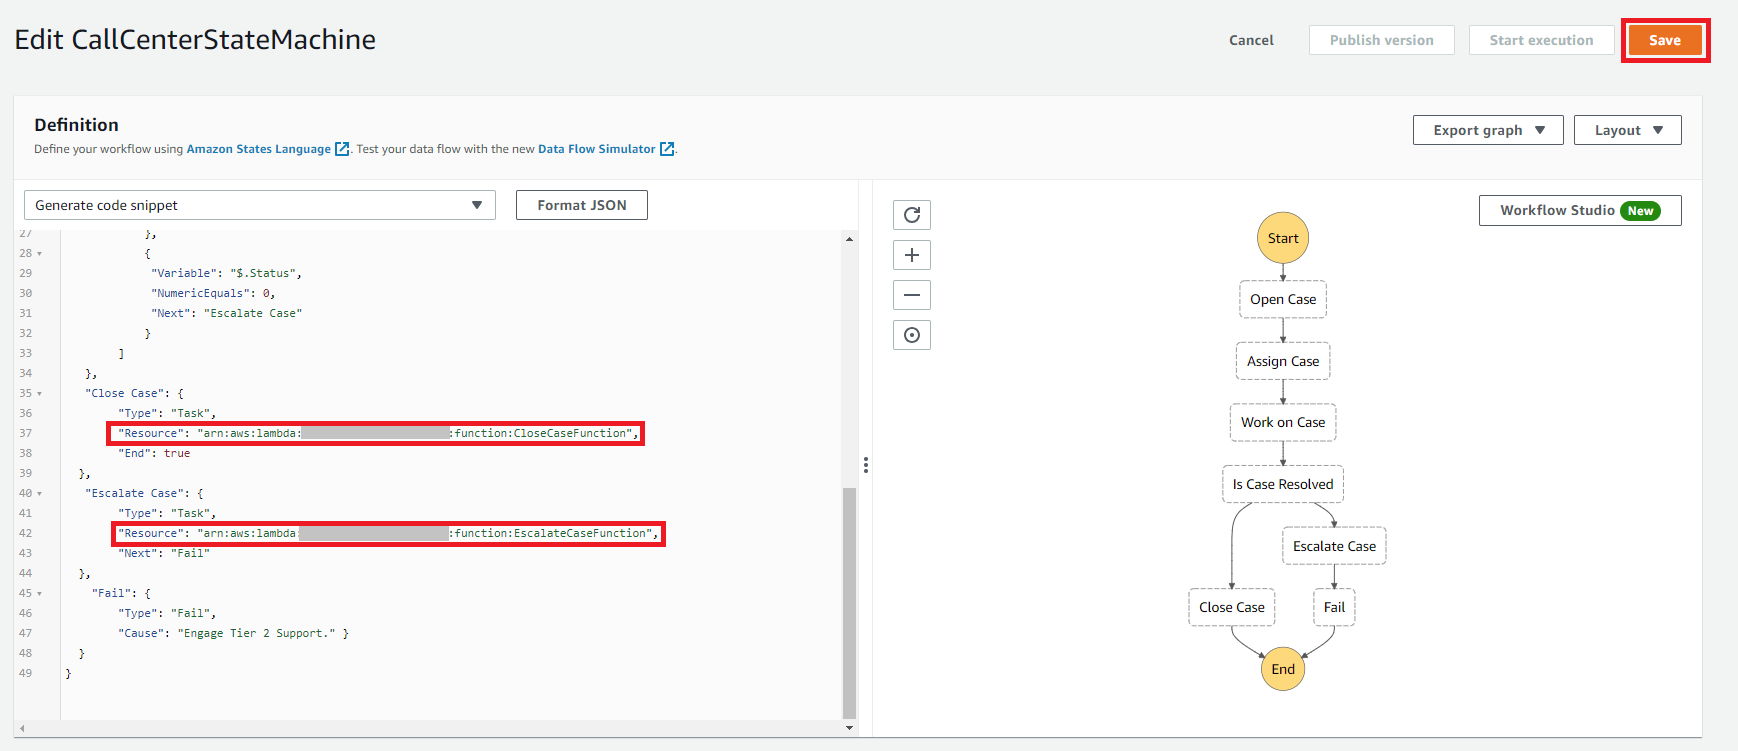 Edit CallCenterStateMachine
Cancel
Publish version
Start execution
Save
Definition
Define your workflow using Amazon States Language. Test your data flow with the new Data Flow Simulator.
Export graph
Layout
Generate code snippet
Format JSON
27 },
28 {
29 "Variable": "$.Status",
30 "NumericEquals": 0,
31 "Next": "Escalate Case"
32 }
33 ]
34 },
35 "Close Case": {
36 "Type": "Task",
37 "Resource": "arn:aws:lambda: :function:CloseCaseFunction",
38 "End": true
39 },
40 "Escalate Case": {
41 "Type": "Task",
42 "Resource": "arn:aws:lambda: :function:EscalateCaseFunction",
43 "Next": "Fail"
44 },
45 "Fail": {
46 "Type": "Fail",
47 "Cause": "Engage Tier 2 Support." }
48 }
49 }
Workflow Studio New
Start
Open Case
Assign Case
Work on Case
Is Case Resolved
Escalate Case
Close Case
Fail
End